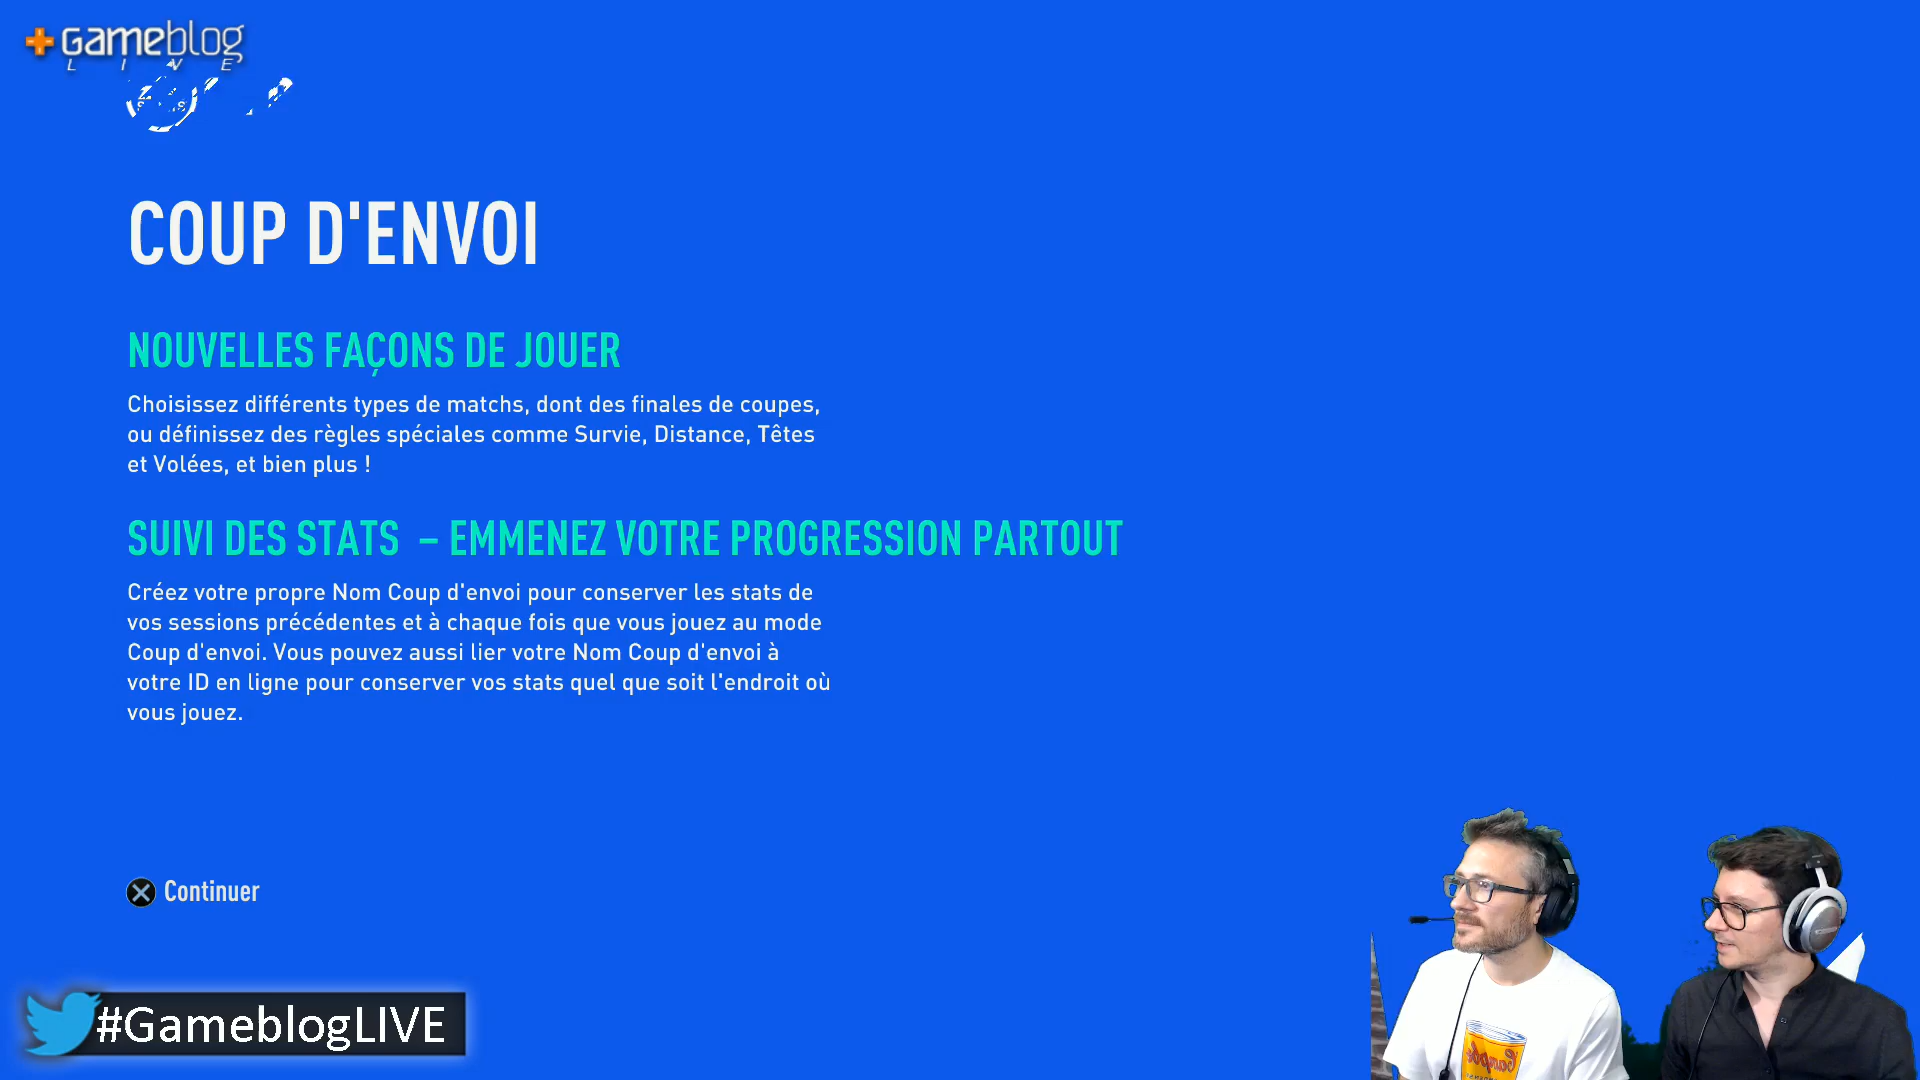 gameblog
LIVE
COUP D'ENVOI
NOUVELLES FAÇONS DE JOUER
Choisissez différents types de matchs, dont des finales de coupes,
ou définissez des règles spéciales comme Survie, Distance, Têtes
et Volées, et bien plus !
SUIVI DES STATS – EMMENEZ VOTRE PROGRESSION PARTOUT
Créez votre propre Nom Coup d'envoi pour conserver les stats de
vos sessions précédentes et à chaque fois que vous jouez au mode
Coup d'envoi. Vous pouvez aussi lier votre Nom Coup d'envoi à
votre ID en ligne pour conserver vos stats quel que soit l'endroit où
vous jouez.
Continuer
#GameblogLIVE